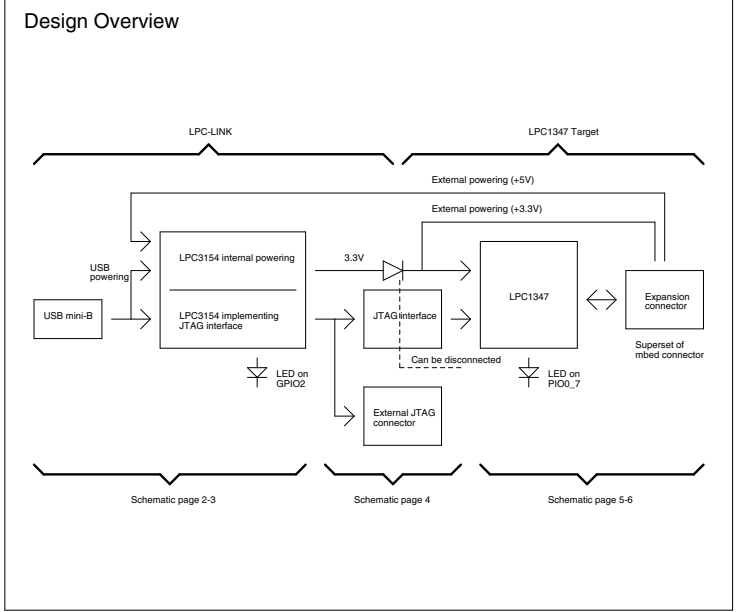 Design Overview
LPC-LINK
LPC1347 Target
External powering (+5V)
External powering (+3.3V)
LPC3154 internal powering
3.3V
USB
powering
LPC1347
USB mini-B
LPC3154 implementing
JTAG interface
JTAG interface
Expansion
connector
Superset of
mbed connector
Can be disconnected
LED on
GPIO2
LED on
PIO0_7
External JTAG
connector
Schematic page 2-3
Schematic page 4
Schematic page 5-6